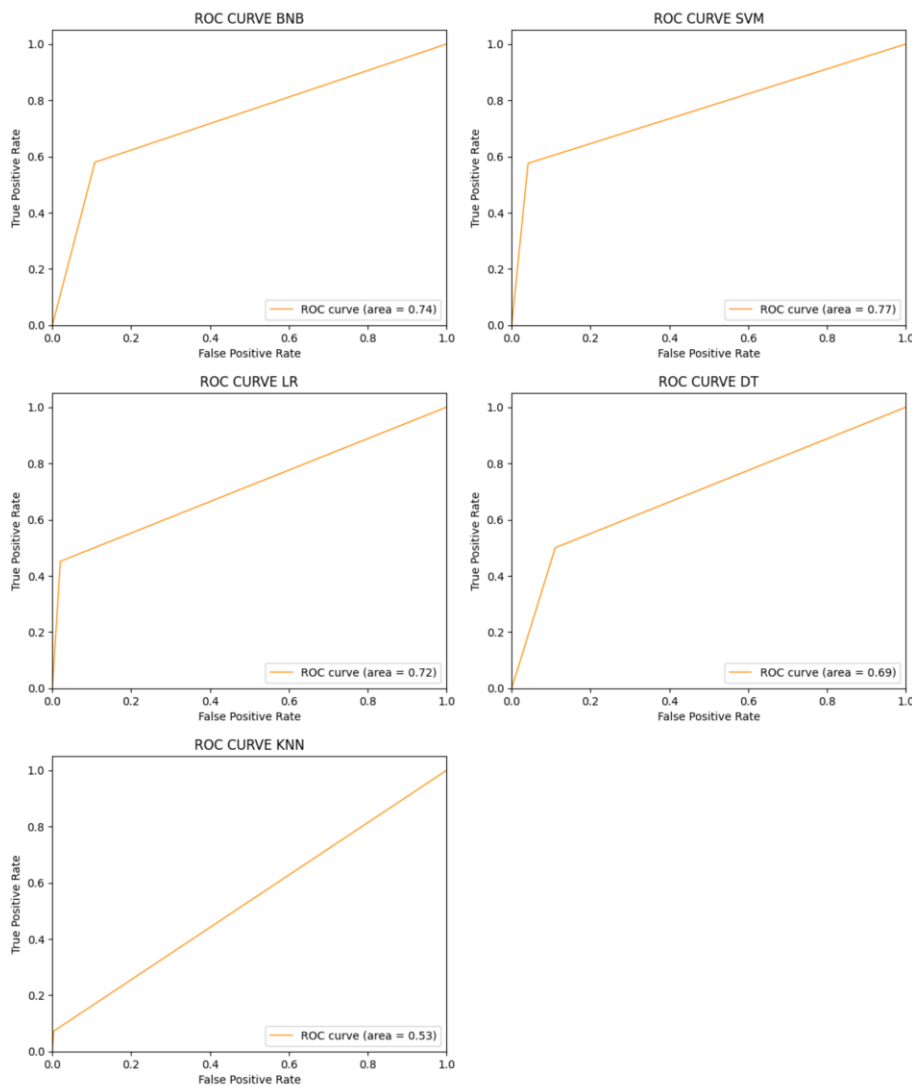 ROC CURVE BNB
1.0
0.8
0.6
0.4
0.2
0.0
True Positive Rate
ROC curve (area = 0.74)
0.0 0.2 0.4 0.6 0.8 1.0
False Positive Rate
ROC CURVE SVM
1.0
0.8
0.6
0.4
0.2
0.0
True Positive Rate
ROC curve (area = 0.77)
0.0 0.2 0.4 0.6 0.8 1.0
False Positive Rate
ROC CURVE LR
1.0
0.8
0.6
0.4
0.2
0.0
True Positive Rate
ROC curve (area = 0.72)
0.0 0.2 0.4 0.6 0.8 1.0
False Positive Rate
ROC CURVE DT
1.0
0.8
0.6
0.4
0.2
0.0
True Positive Rate
ROC curve (area = 0.69)
0.0 0.2 0.4 0.6 0.8 1.0
False Positive Rate
ROC CURVE KNN
1.0
0.8
0.6
0.4
0.2
0.0
True Positive Rate
ROC curve (area = 0.53)
0.0 0.2 0.4 0.6 0.8 1.0
False Positive Rate